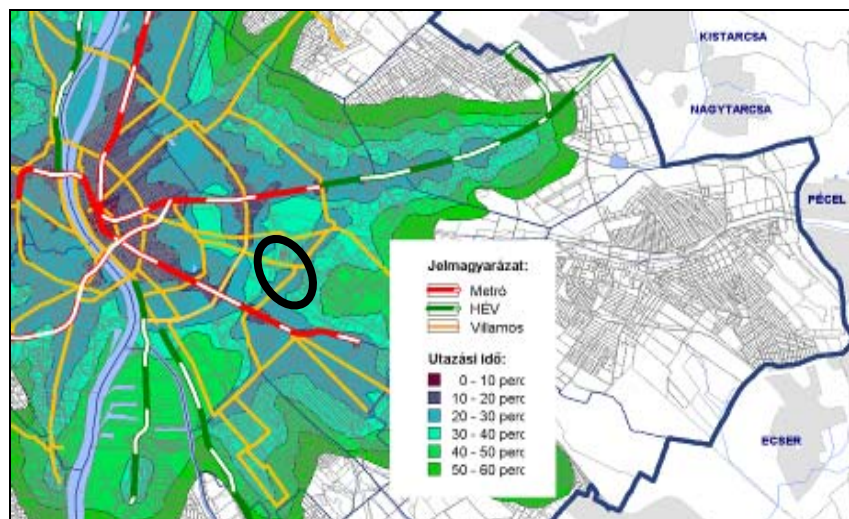 KISTARCSA
NAGYTARCSA
PÉCEL
Jelmagyarázat:
Metró
HÉV
Villamos
Utazási idő:
0 - 10 perc
10 - 20 perc
20 - 30 perc
30 - 40 perc
40 - 50 perc
50 - 60 perc
ECSER